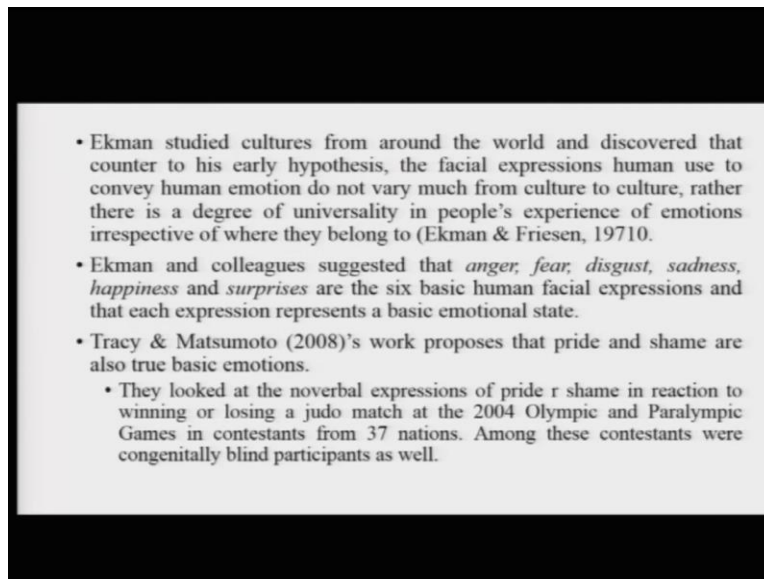 • Ekman studied cultures from around the world and discovered that
counter to his early hypothesis, the facial expressions human use to
convey human emotion do not vary much from culture to culture, rather
there is a degree of universality in people's experience of emotions
irrespective of where they belong to (Ekman & Friesen, 19710.
• Ekman and colleagues suggested that anger, fear, disgust, sadness,
happiness and surprises are the six basic human facial expressions and
that each expression represents a basic emotional state.
• Tracy & Matsumoto (2008)'s work proposes that pride and shame are
also true basic emotions.
• They looked at the noverbal expressions of pride r shame in reaction to
winning or losing a judo match at the 2004 Olympic and Paralympic
Games in contestants from 37 nations. Among these contestants were
congenitally blind participants as well.